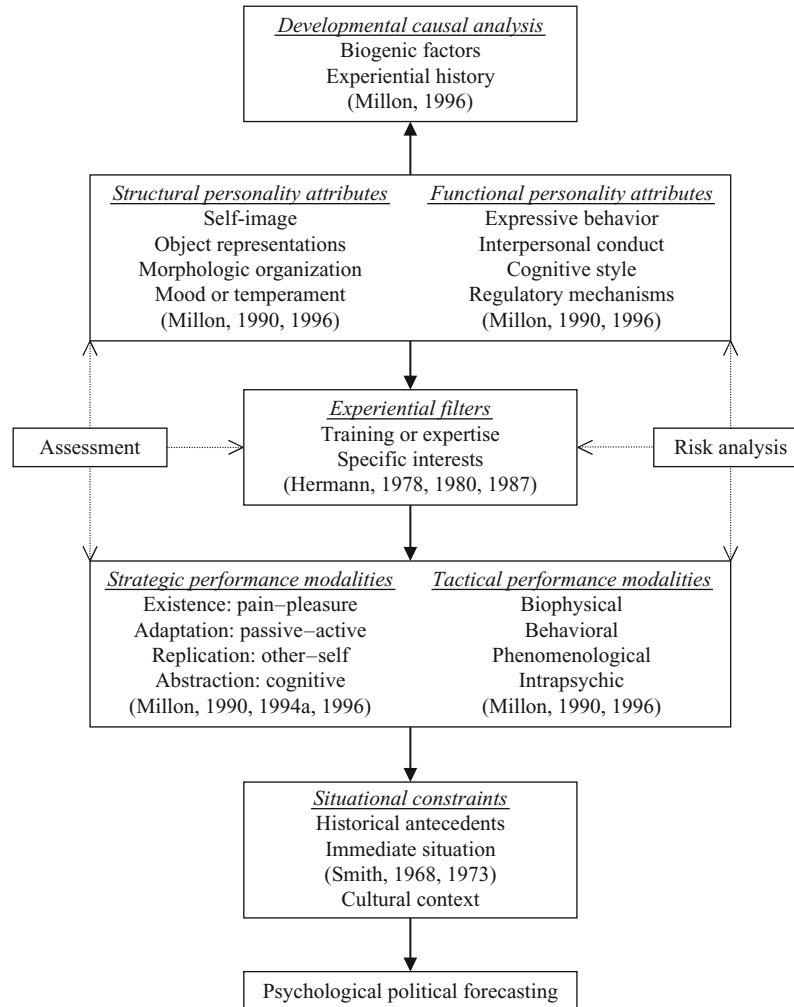 Developmental causal analysis
Biogenic factors
Experiential history
(Millon, 1996)
Structural personality attributes
Self-image
Object representations
Morphologic organization
Mood or temperament
(Millon, 1990, 1996)
Functional personality attributes
Expressive behavior
Interpersonal conduct
Cognitive style
Regulatory mechanisms
(Millon, 1990, 1996)
Experiential filters
Training or expertise
Specific interests
(Hermann, 1978, 1980, 1987)
Assessment
Risk analysis
Strategic performance modalities
Existence: pain–pleasure
Adaptation: passive–active
Replication: other–self
Abstraction: cognitive
(Millon, 1990, 1994a, 1996)
Tactical performance modalities
Biophysical
Behavioral
Phenomenological
Intrapsychic
(Millon, 1990, 1996)
Situational constraints
Historical antecedents
Immediate situation
(Smith, 1968, 1973)
Cultural context
Psychological political forecasting